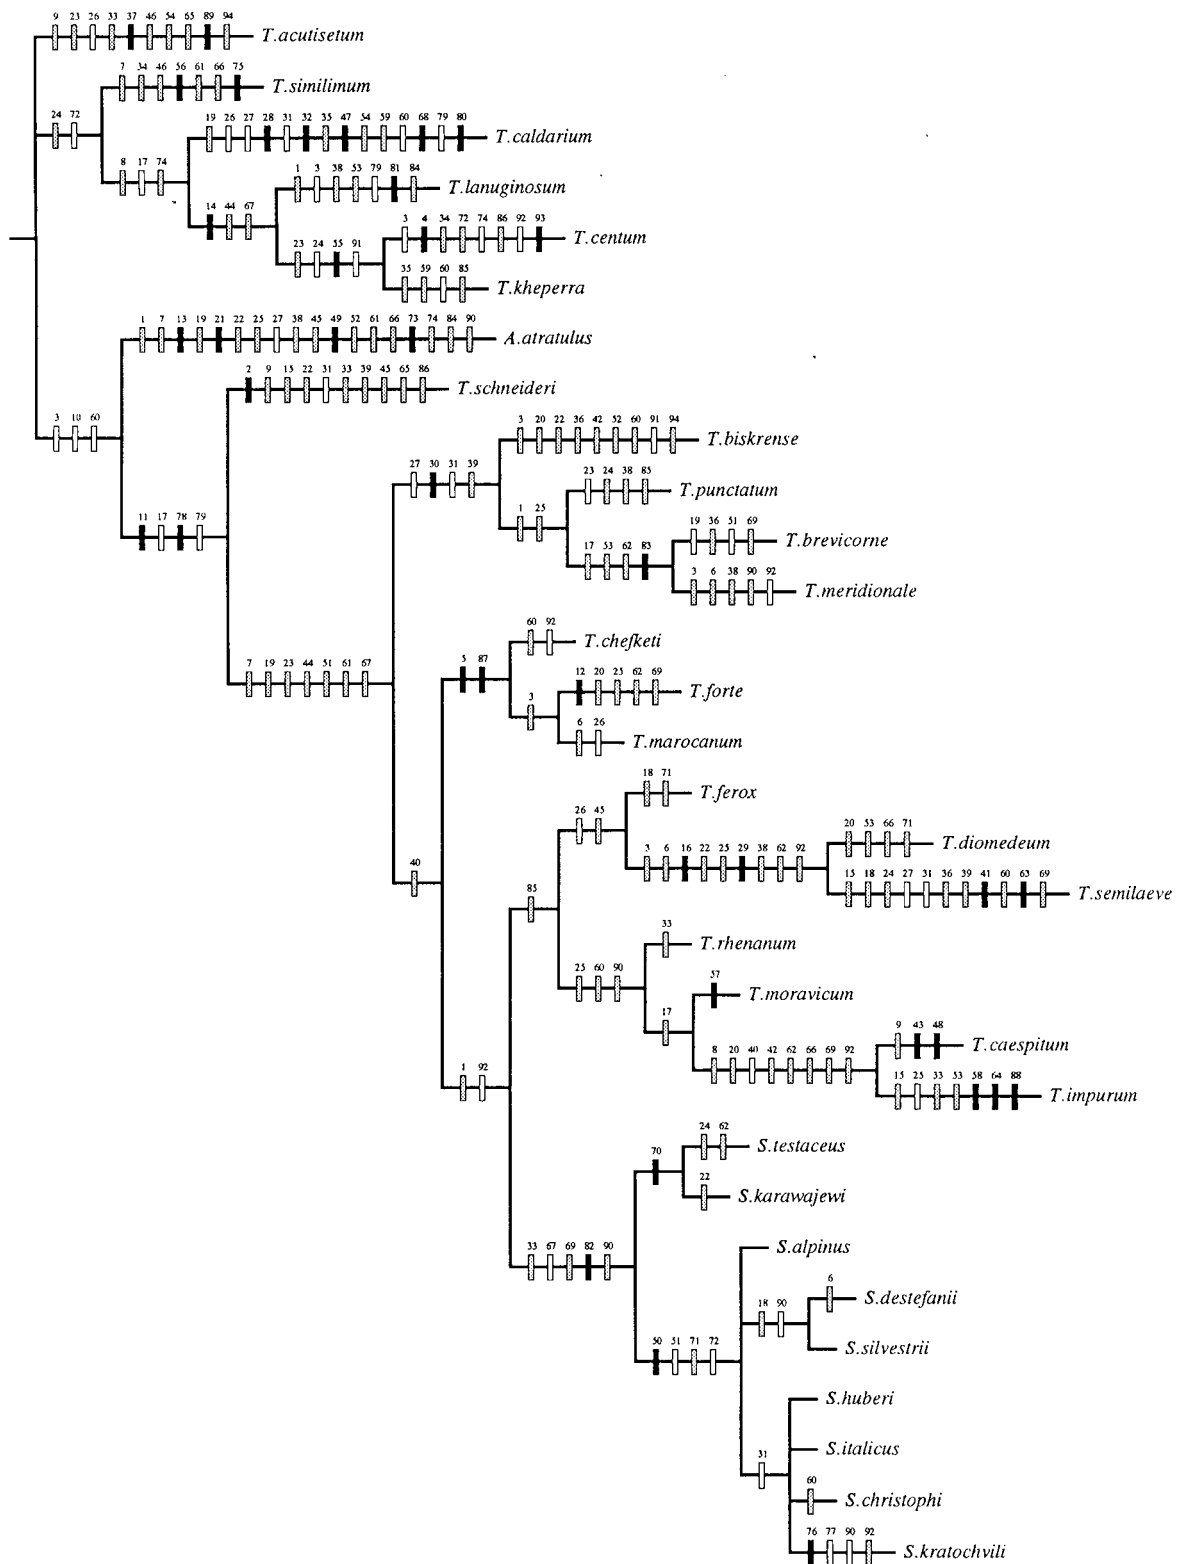 9 23 26 33 37 46 54 65 89 94
T.acutisetum
7 34 46 56 61 66 75
T.similimum
24 72
19 26 27 28 31 32 35 47 54 59 60 68 79 80
T.caldarium
8 17 74
1 3 38 53 79 81 84
T.lanuginosum
14 44 67
3 4 34 72 74 86 92 93
T.centum
23 24 55 91
35 59 60 85
T.kheperra
1 7 13 19 21 22 25 27 38 45 49 52 61 66 73 74 84 90
A.atratulus
2 9 15 22 31 33 39 45 65 86
T.schneideri
3 10 60
3 20 22 36 42 52 60 91 94
T.biskrense
27 30 31 39
23 24 38 85
T.punctatum
1 25
11 17 78 79
19 36 51 69
T.brevicorne
17 53 62 83
3 6 38 90 92
T.meridionale
60 92
T.chefketi
7 19 23 44 51 61 67
5 87
12 20 25 62 69
T.forte
3
6 26
T.marocanum
18 71
T.ferox
26 45
20 53 66 71
T.diomedeum
3 6 16 22 25 29 38 62 92
40
15 18 24 27 31 36 39 41 60 63 69
T.semilaeve
85
33
T.rhenanum
25 60 90
57
T.moravicum
17
9 43 48
T.caespitum
8 20 40 42 62 66 69 92
1 92
15 25 33 53 58 64 88
T.impurum
24 62
S.testaceus
70
22
S.karawajewi
33 67 69 82 90
S.alpinus
6
S.destefanii
18 90
S.silvestrii
50 51 71 72
S.huberi
S.italicus
31
60
S.christophi
76 77 90 92
S.kratochvili